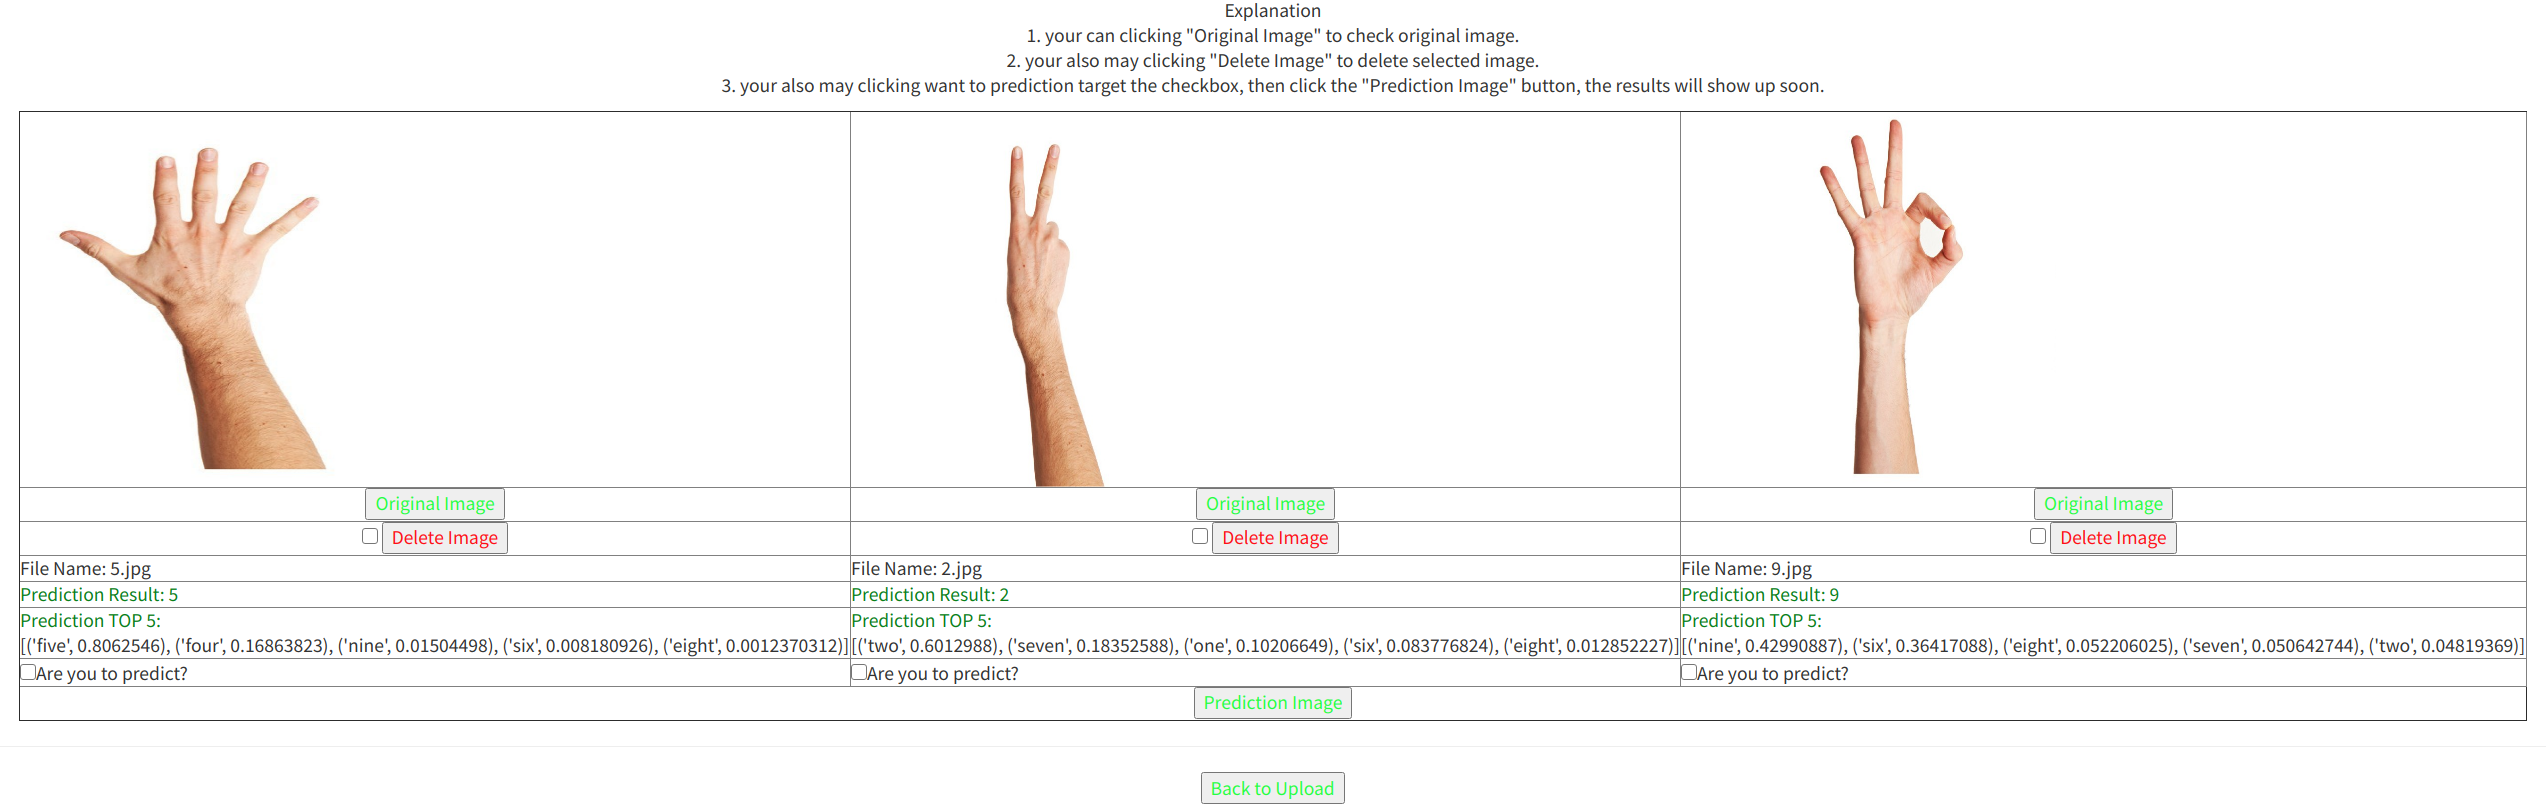 Explanation
1. your can clicking "Original Image" to check original image.
2. your also may clicking "Delete Image" to delete selected image.
3. your also may clicking want to prediction target the checkbox, then click the "Prediction Image" button, the results will show up soon.
Original Image
Original Image
Original Image
Delete Image
Delete Image
Delete Image
File Name: 5.jpg
File Name: 2.jpg
File Name: 9.jpg
Prediction Result: 5
Prediction Result: 2
Prediction Result: 9
Prediction TOP 5:
[('five', 0.8062546), ('four', 0.16863823), ('nine', 0.01504498), ('six', 0.008180926), ('eight', 0.0012370312)]
Prediction TOP 5:
[('two', 0.6012988), ('seven', 0.18352588), ('one', 0.10206649), ('six', 0.083776824), ('eight', 0.012852227)]
Prediction TOP 5:
[('nine', 0.42990887), ('six', 0.36417088), ('eight', 0.052206025), ('seven', 0.050642744), ('two', 0.04819369)]
Are you to predict?
Are you to predict?
Are you to predict?
Prediction Image
Back to Upload